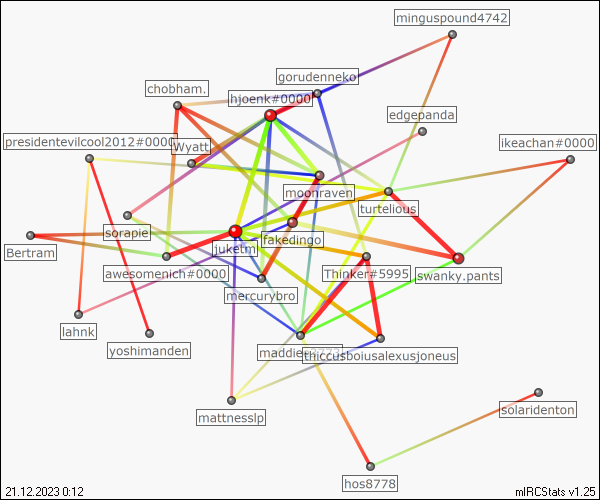 minguspound4742
gorudenneko
chobham.
hjoenk#0000
edgepanda
presidentevilcool2012#0000
Wyatt
ikeachan#0000
moonraven
turtelious
sorapie
juketm
fakedingo
Bertram
awesomenich#0000
Thinker#5995
swanky.pants
mercurybro
lahnk
yoshimanden
thiccusboiusalexusjoneus
mattnesslp
solaridenton
hos8778
21.12.2023 0:12
mIRCStats v1.25